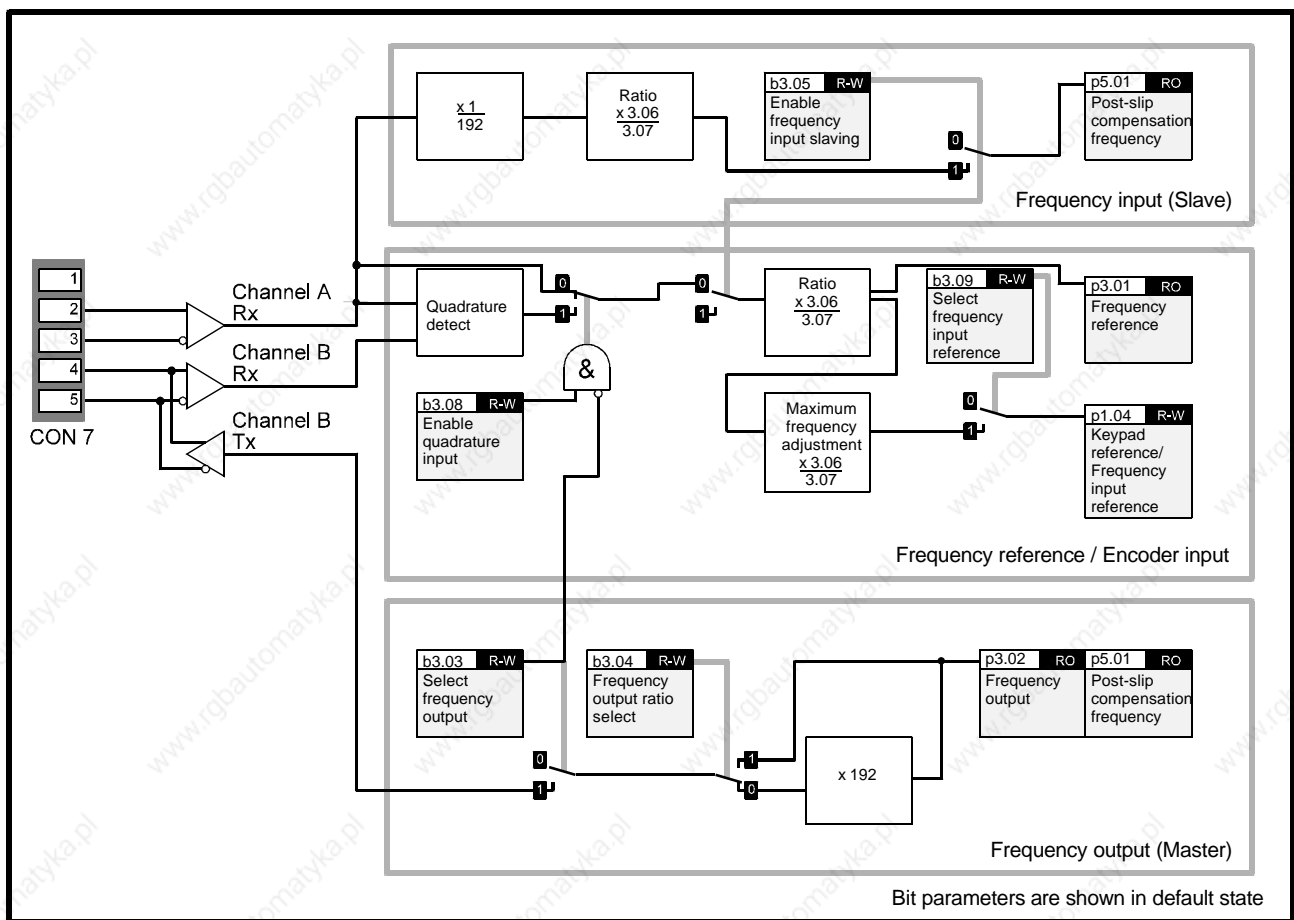 x 1
192
Ratio
x 3.06
3.07
b3.05 R-W
Enable
frequency
input slaving
0
1
p5.01 RO
Post-slip
compensation
frequency
Frequency input (Slave)
1
2
3
4
5
CON 7
Channel A
Rx
Channel B
Rx
Channel B
Tx
Quadrature
detect
0
1
&
b3.08 R-W
Enable
quadrature
input
0
1
Ratio
x 3.06
3.07
Maximum
frequency
adjustment
x 3.06
3.07
b3.09 R-W
Select
frequency
input
reference
0
1
p3.01 RO
Frequency
reference
p1.04 R-W
Keypad
reference/
Frequency
input
reference
Frequency reference / Encoder input
b3.03 R-W
Select
frequency
output
0
1
b3.04 R-W
Frequency
output ratio
select
1
0
x 192
p3.02 RO
Frequency
output
p5.01 RO
Post-slip
compensation
frequency
Frequency output (Master)
Bit parameters are shown in default state
www.rgbautomatyka.pl